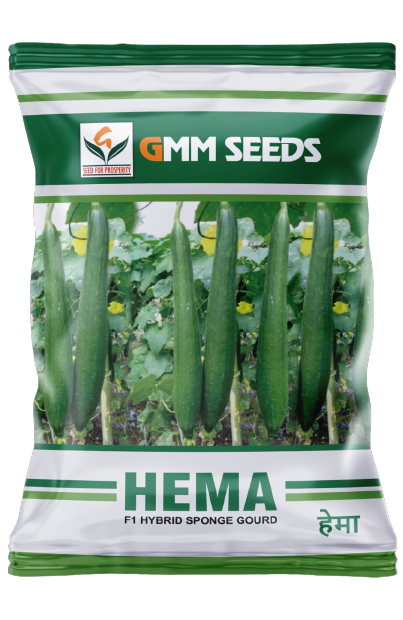 G
SEED FOR PROSPERITY
GMM SEEDS
HEMA
F1 HYBRID SPONGE GOURD
हेमा